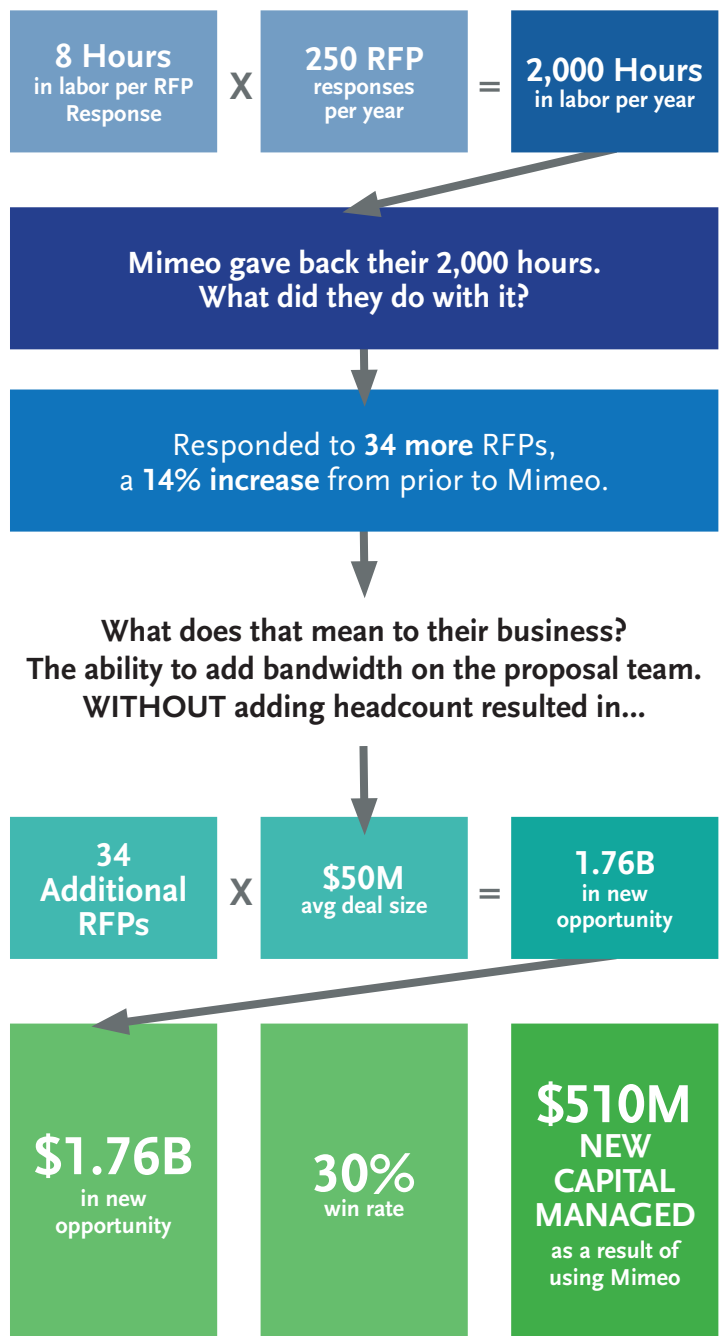 8 Hours
in labor per RFP
Response
X
250 RFP
responses
per year
=
2,000 Hours
in labor per year
Mimeo gave back their 2,000 hours.
What did they do with it?
Responded to 34 more RFPs,
a 14% increase from prior to Mimeo.
What does that mean to their business?
The ability to add bandwidth on the proposal team.
WITHOUT adding headcount resulted in...
34
Additional
RFPs
X
$50M
avg deal size
=
1.76B
in new
opportunity
$1.76B
in new
opportunity
30%
win rate
$510M
NEW
CAPITAL
MANAGED
as a result of
using Mimeo